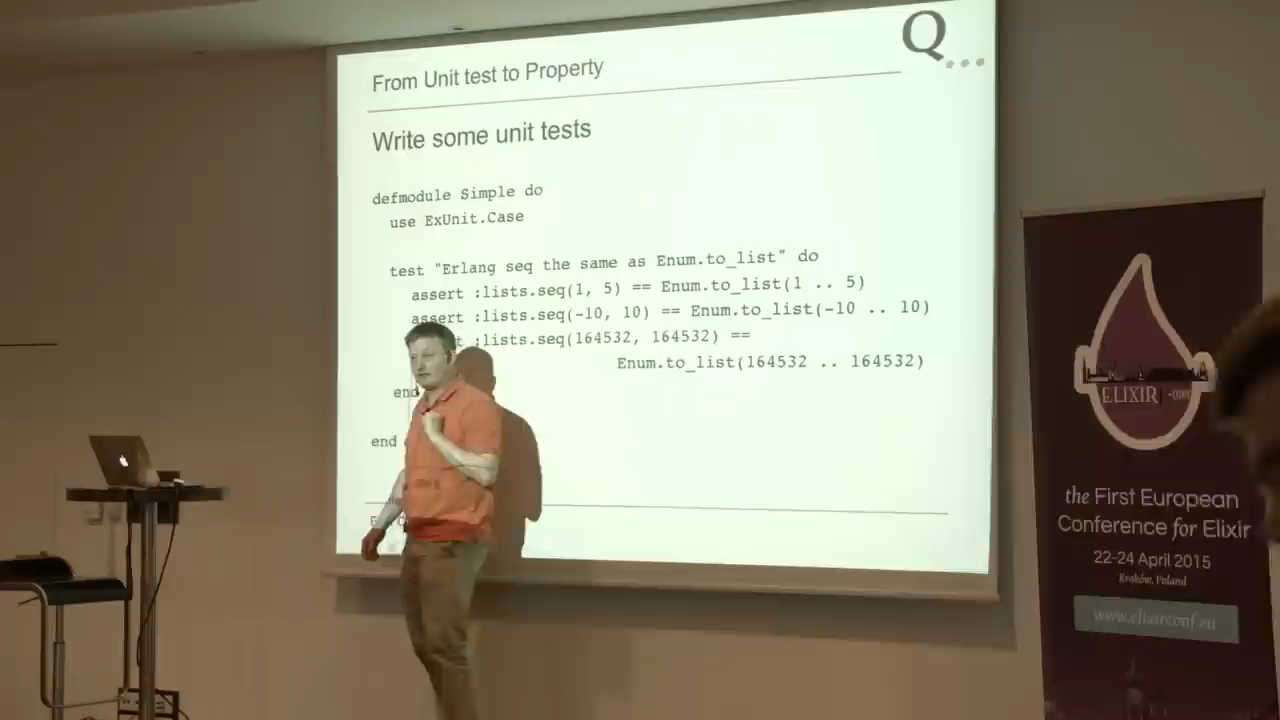 Q...
From Unit test to Property
Write some unit tests
defmodule Simple do
use ExUnit.Case
test "Erlang seq the same as Enum.to_list" do
assert :lists.seq(1, 5) == Enum.to_list(1 .. 5)
assert :lists.seq(-10, 10) == Enum.to_list(-10 .. 10)
t :lists.seq(164532, 164532) ==
Enum.to_list(164532 .. 164532)
end
end
ELIXIR
the First European
Conference for Elixir
22-24 April 2015
Kraków, Poland
www.elixirconf.eu